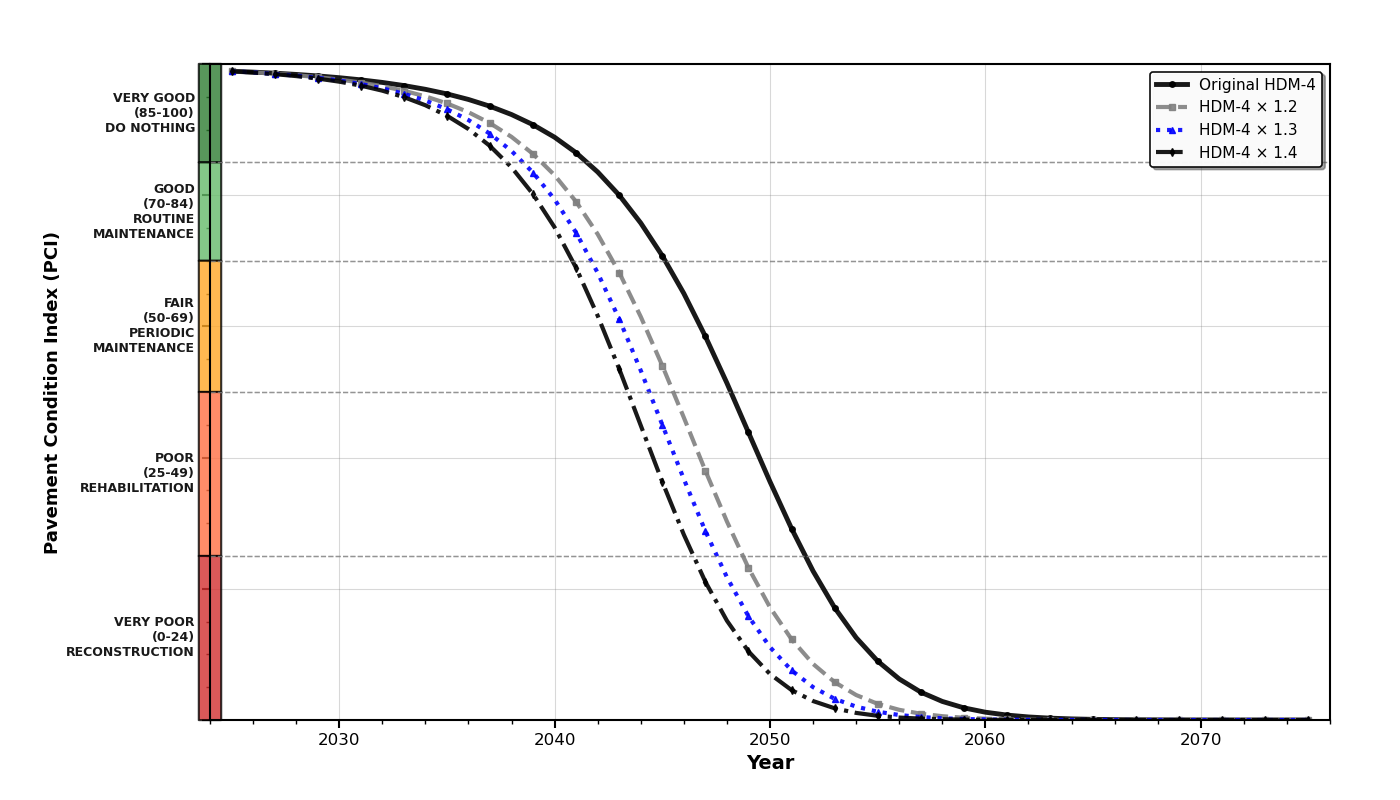 Original HDM-4
HDM-4 × 1.2
HDM-4 × 1.3
HDM-4 × 1.4
Pavement Condition Index (PCI)
VERY GOOD
(85-100)
DO NOTHING
GOOD
(70-84)
ROUTINE
MAINTENANCE
FAIR
(50-69)
PERIODIC
MAINTENANCE
POOR
(25-49)
REHABILITATION
VERY POOR
(0-24)
RECONSTRUCTION
2030 2040 2050 2060 2070
Year